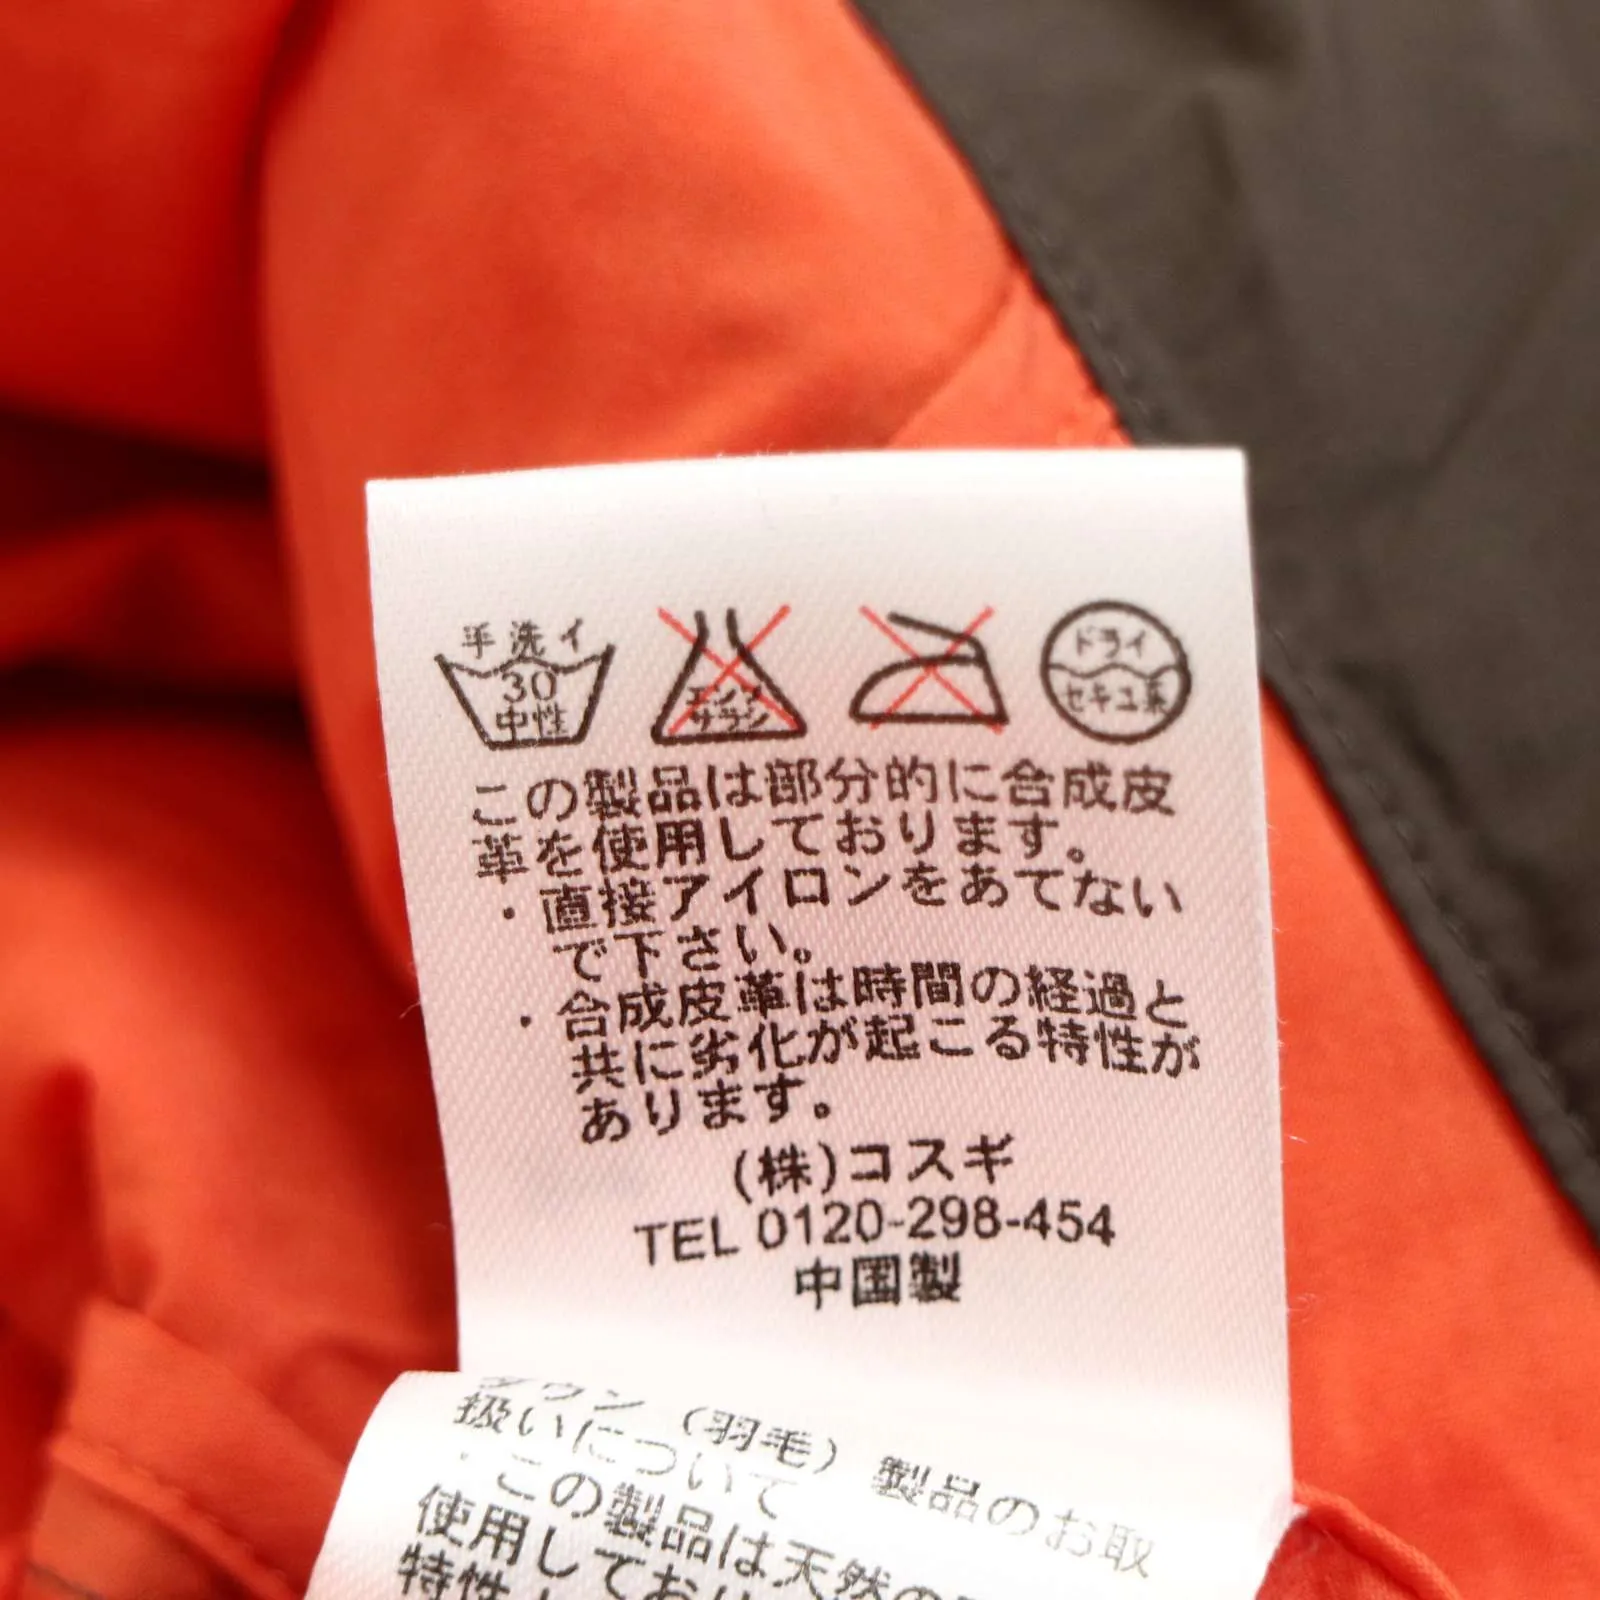 手洗イ
30
中性
エンソ
サラシ
ドライ
セキユ系
この製品は部分的に合成皮
革を使用しております。
・直接アイロンをあてない
で下さい。
・合成皮革は時間の経過と
共に劣化が起こる特性が
あります。
(株)コスギ
TEL 0120-298-454
中国製
ダウン(羽毛)製品のお取
扱いについて
・この製品は天然の
使用してお
特性